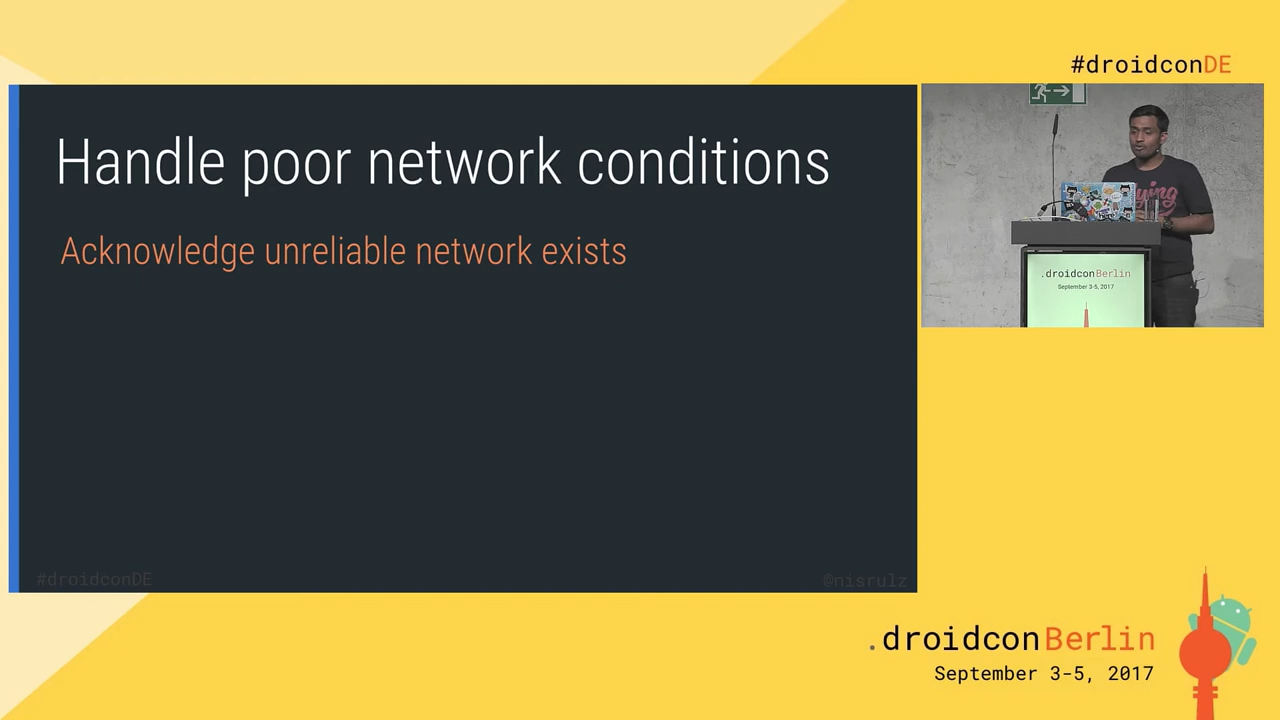 #droidconDE
Handle poor network conditions
Acknowledge unreliable network exists
.droidconBerlin
September 3-5, 2017
#droidconDE
@nisrulz
.droidconBerlin
September 3-5, 2017